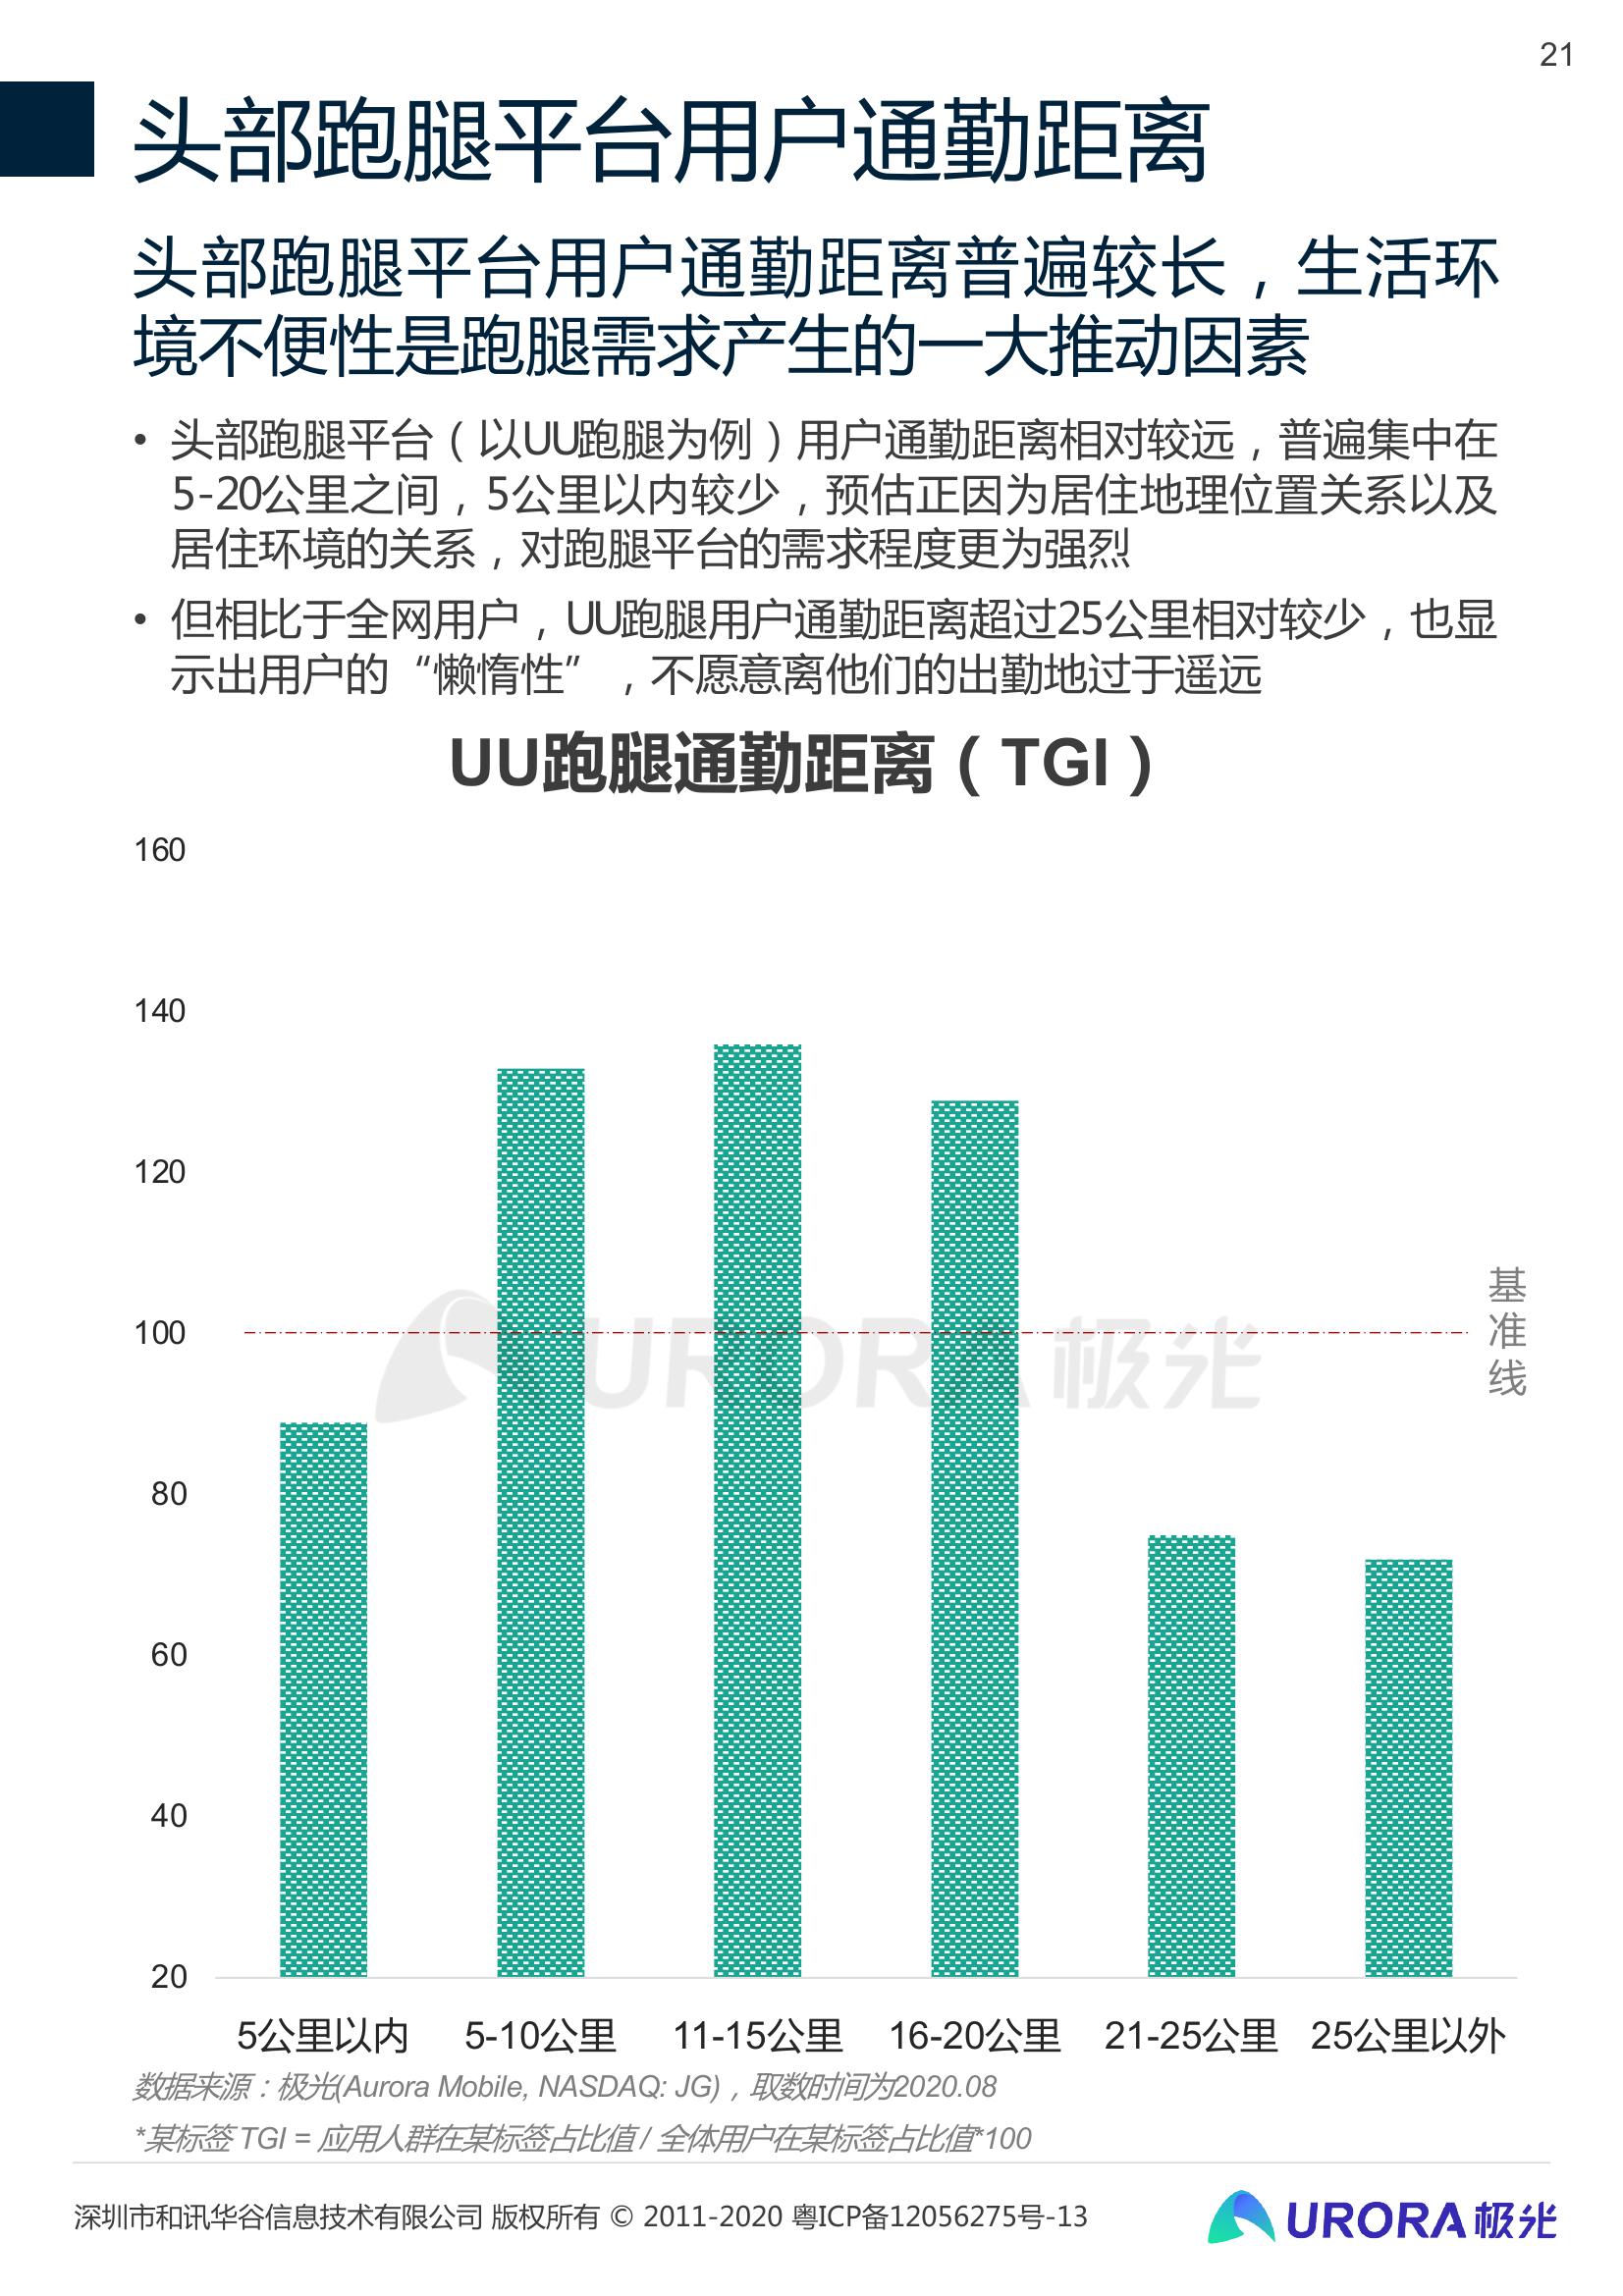 21
头部跑腿平台用户通勤距离
头部跑腿平台用户通勤距离普遍较长，生活环
境不便性是跑腿需求产生的一大推动因素
• 头部跑腿平台（以UU跑腿为例）用户通勤距离相对较远，普遍集中在
5-20公里之间，5公里以内较少，预估正因为居住地理位置关系以及
居住环境的关系，对跑腿平台的需求程度更为强烈
• 但相比于全网用户，UU跑腿用户通勤距离超过25公里相对较少，也显
示出用户的“懒惰性”，不愿意离他们的出勤地过于遥远
UU跑腿通勤距离（TGI）
160
140
120
100
80
60
40
20
基
准
线
URORA 极光
5公里以内 5-10公里 11-15公里 16-20公里 21-25公里 25公里以外
数据来源：极光(Aurora Mobile, NASDAQ: JG)，取数时间为2020.08
*某标签 TGI = 应用人群在某标签占比值 / 全体用户在某标签占比值*100
深圳市和讯华谷信息技术有限公司 版权所有 © 2011-2020 粤ICP备12056275号-13
URORA 极光